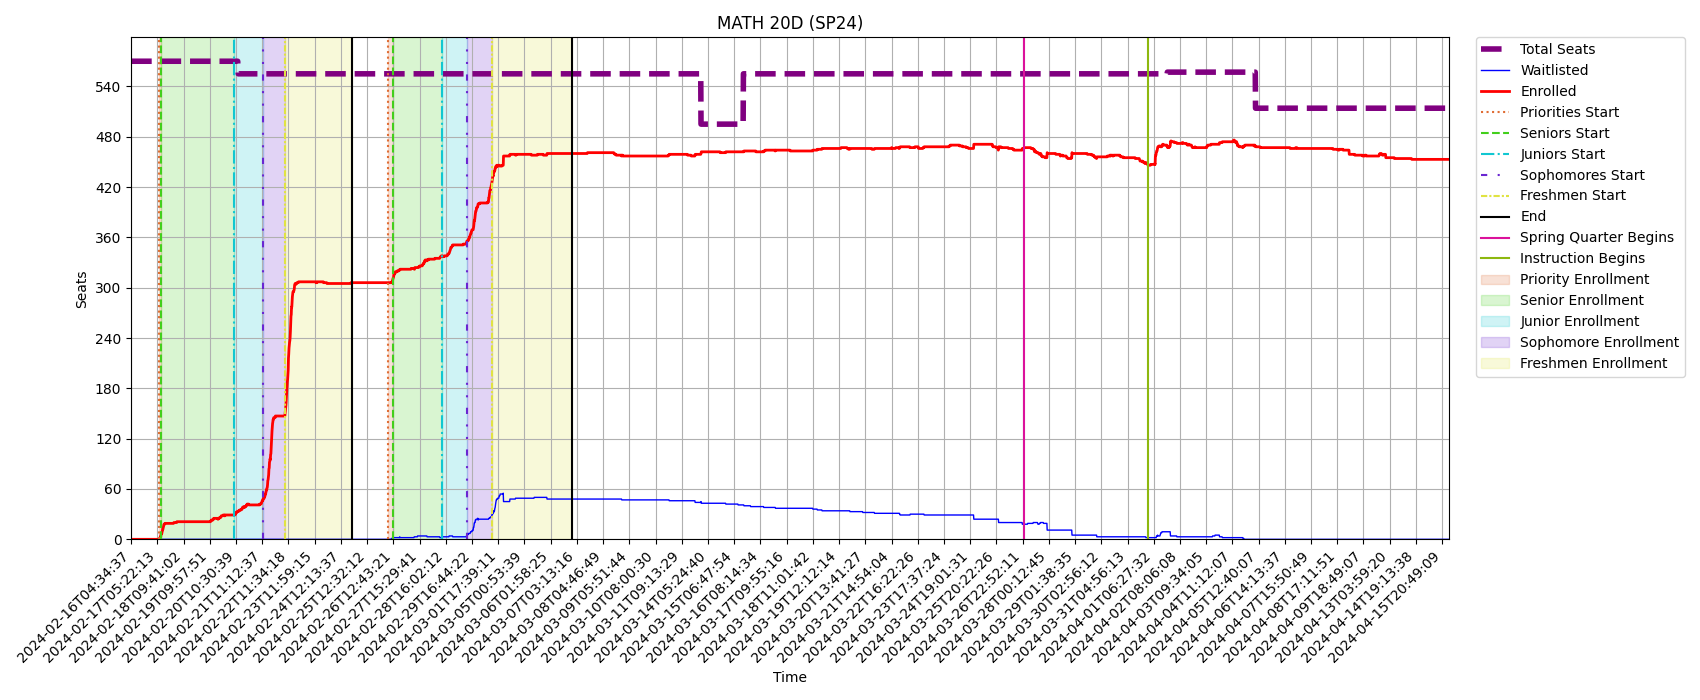 MATH 20D (SP24)
Seats
540
480
420
360
300
240
180
120
60
0
2024-02-16T04:34:37
2024-02-17T05:22:13
2024-02-18T09:41:02
2024-02-19T09:57:51
2024-02-20T10:30:39
2024-02-21T11:12:37
2024-02-22T11:34:18
2024-02-23T11:59:15
2024-02-24T12:13:37
2024-02-25T12:32:12
2024-02-26T12:43:21
2024-02-27T15:29:41
2024-02-28T16:02:12
2024-02-29T16:44:22
2024-03-01T17:39:11
2024-03-05T00:53:39
2024-03-06T01:58:25
2024-03-07T03:13:16
2024-03-08T04:46:49
2024-03-09T05:51:44
2024-03-10T08:00:30
2024-03-11T09:13:29
2024-03-14T05:24:40
2024-03-15T06:47:54
2024-03-16T08:14:34
2024-03-17T09:55:16
2024-03-18T11:01:42
2024-03-19T12:12:14
2024-03-20T13:41:27
2024-03-21T14:54:04
2024-03-22T16:22:26
2024-03-23T17:37:24
2024-03-24T19:01:31
2024-03-25T20:22:26
2024-03-26T22:52:11
2024-03-28T00:12:45
2024-03-29T01:38:35
2024-03-30T02:56:12
2024-03-31T04:56:13
2024-04-01T06:27:32
2024-04-02T08:06:08
2024-04-03T09:34:05
2024-04-04T11:12:07
2024-04-05T12:40:07
2024-04-06T14:13:37
2024-04-07T15:50:49
2024-04-08T17:11:51
2024-04-09T18:49:07
2024-04-13T03:59:20
2024-04-14T19:13:38
2024-04-15T20:49:09
Time
Total Seats
Waitlisted
Enrolled
Priorities Start
Seniors Start
Juniors Start
Sophomores Start
Freshmen Start
End
Spring Quarter Begins
Instruction Begins
Priority Enrollment
Senior Enrollment
Junior Enrollment
Sophomore Enrollment
Freshmen Enrollment